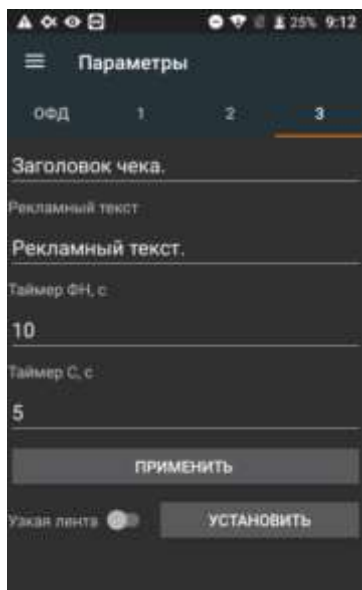 25% 9:12
Параметры
ОФД 1 2 3
Заголовок чека.
Рекламный текст
Рекламный текст.
Таймер ФН, с
10
Таймер С, с
5
ПРИМЕНИТЬ
Узкая лента УСТАНОВИТЬ